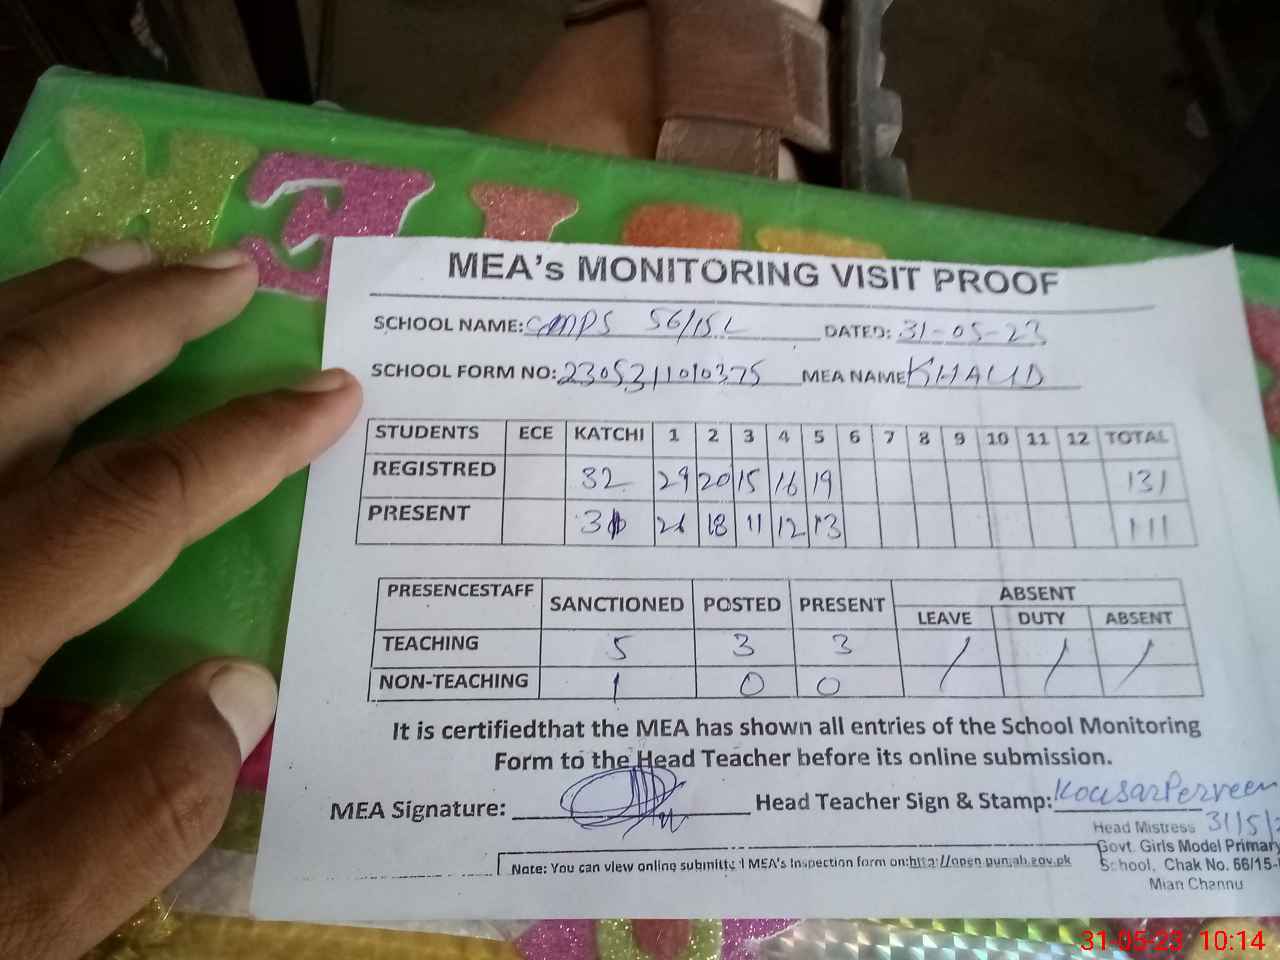 MEA's MONITORING VISIT PROOF
SCHOOL NAME: GMPS 56/15L DATED: 31-05-23
SCHOOL FORM NO: 2305311010375 MEA NAME KHALID
STUDENTS ECE KATCHI 1 2 3 4 5 6 7 8 9 10 11 12 TOTAL
REGISTRED 32 29 20 15 16 19 131
PRESENT 18 11 12 13 111
PRESENCESTAFF SANCTIONED POSTED PRESENT ABSENT
LEAVE DUTY ABSENT
TEACHING 5 3 3 / / /
NON-TEACHING 1 0 0 / / /
It is certifiedthat the MEA has shown all entries of the School Monitoring
Form to the Head Teacher before its online submission.
MEA Signature: Head Teacher Sign & Stamp: Kousar Perveen
Head Mistress 31/5/
Govt. Girls Model Primary
Note: You can view online submitted MEA's Inspection form on:http://open.punjab.gov.pk
School, Chak No. 56/15-
Mian Channu
31-05-23 10:14